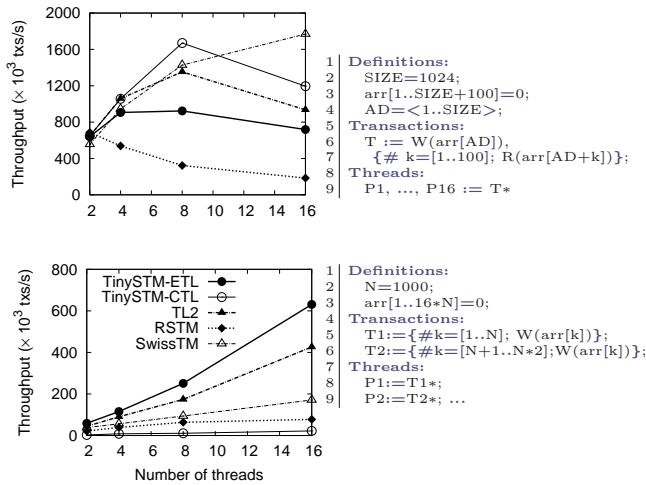 2000
1600
1200
800
400
0
2 4 6 8 10 12 14 16
Throughput (× 10³ txs/s)
1 Definitions:
2 SIZE=1024;
3 arr[1..SIZE+100]=0;
4 AD=<1..SIZE>;
5 Transactions:
6 T := W(arr[AD]),
7 {# k=[1..100]; R(arr[AD+k])};
8 Threads:
9 P1, ..., P16 := T*
800
600
400
200
0
2 4 6 8 10 12 14 16
Throughput (× 10³ txs/s)
Number of threads
TinySTM-ETL
TinySTM-CTL
TL2
RSTM
SwissTM
1 Definitions:
2 N=1000;
3 arr[1..16*N]=0;
4 Transactions:
5 T1:={#k=[1..N]; W(arr[k])};
6 T2:={#k=[N+1..N*2];W(arr[k])};
7 Threads:
8 P1:=T1*;
9 P2:=T2*; ...